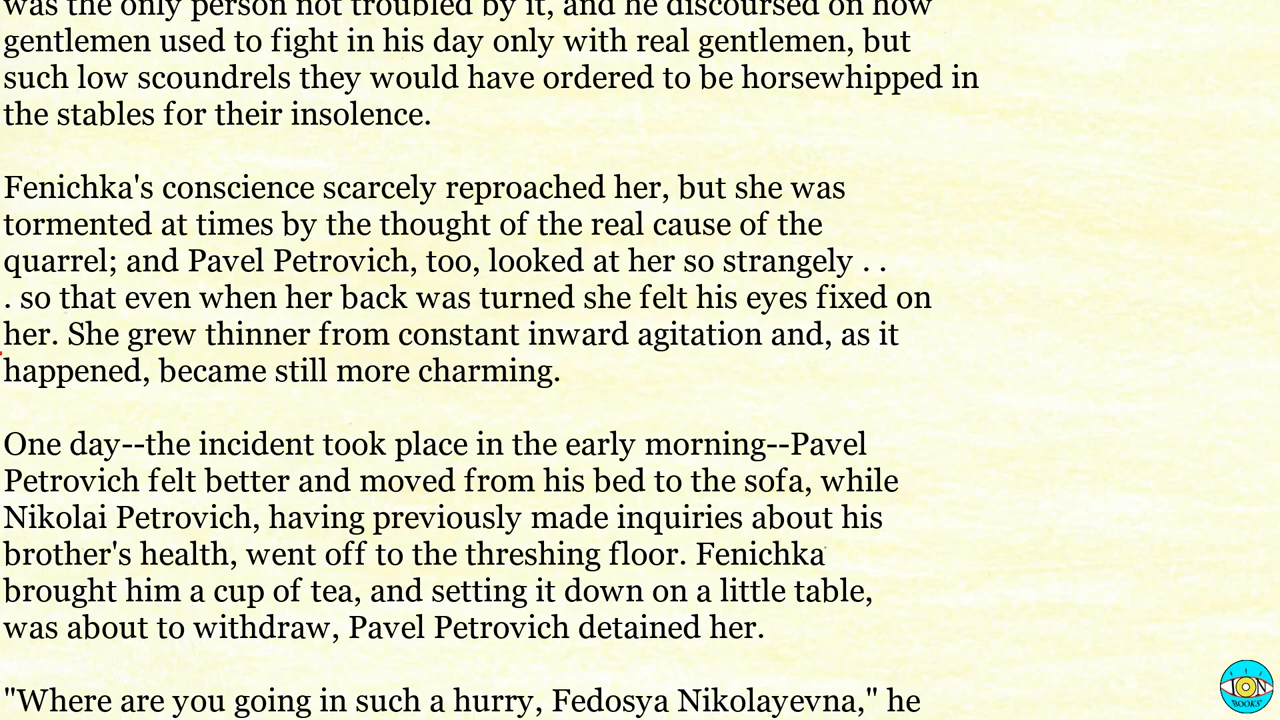 was the only person not troubled by it, and he discoursed on how
gentlemen used to fight in his day only with real gentlemen, but
such low scoundrels they would have ordered to be horsewhipped in
the stables for their insolence.
Fenichka's conscience scarcely reproached her, but she was
tormented at times by the thought of the real cause of the
quarrel; and Pavel Petrovich, too, looked at her so strangely . .
. so that even when her back was turned she felt his eyes fixed on
her. She grew thinner from constant inward agitation and, as it
happened, became still more charming.
One day--the incident took place in the early morning--Pavel
Petrovich felt better and moved from his bed to the sofa, while
Nikolai Petrovich, having previously made inquiries about his
brother's health, went off to the threshing floor. Fenichka
brought him a cup of tea, and setting it down on a little table,
was about to withdraw, Pavel Petrovich detained her.
"Where are you going in such a hurry, Fedosya Nikolayevna," he
ION
BOOKS